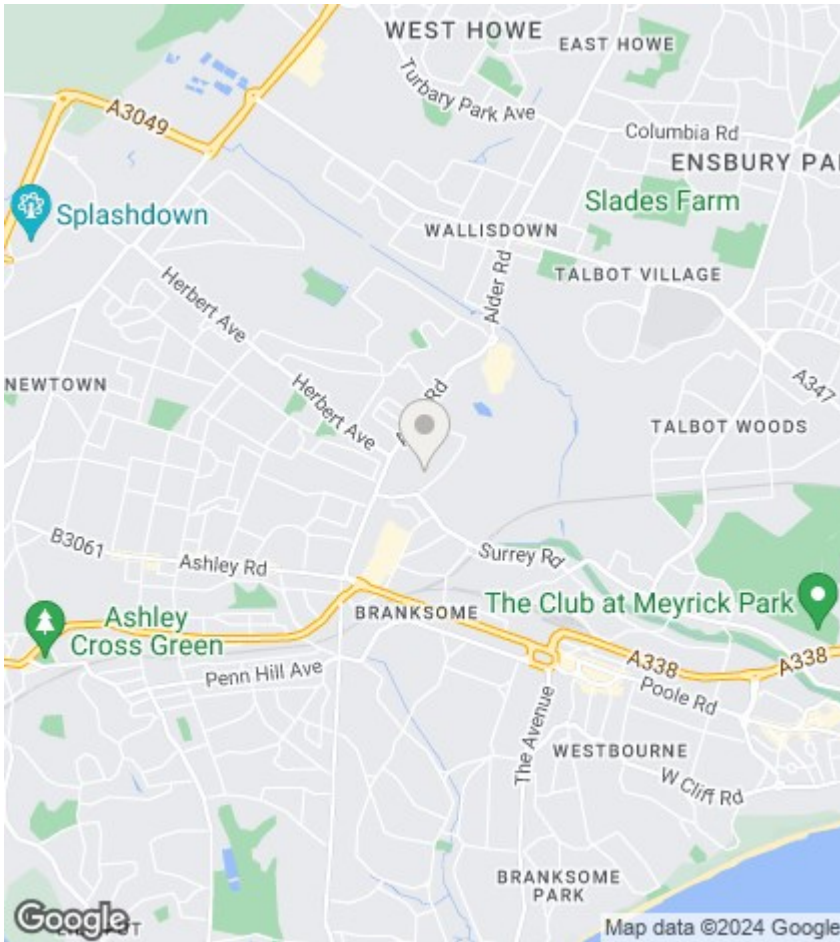 WEST HOWE
EAST HOWE
Turbary Park Ave
A3049
Columbia Rd
ENSBURY PA
Slades Farm
Splashdown
WALLISDOWN
TALBOT VILLAGE
Alder Rd
Herbert Ave
NEWTOWN
Herbert Ave
Rd
A347
TALBOT WOODS
B3061
Ashley Rd
Surrey Rd
BRANKSOME
The Club at Meyrick Park
Ashley
Cross Green
A338
A338
Penn Hill Ave
Poole Rd
The Avenue
WESTBOURNE
W Cliff Rd
BRANKSOME
PARK
Google
Map data ©2024 Google